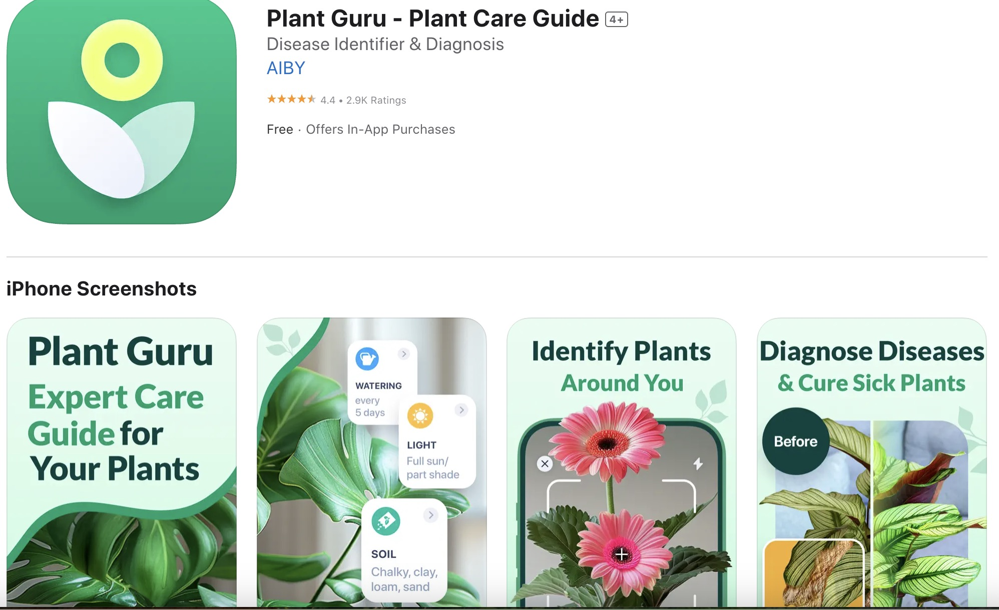 Plant Guru - Plant Care Guide 4+
Disease Identifier & Diagnosis
AIBY
4.4 • 2.9K Ratings
Free · Offers In-App Purchases
iPhone Screenshots
Plant Guru
Expert Care
Guide for
Your Plants
WATERING
every
5 days
LIGHT
Full sun/
part shade
SOIL
Chalky, clay,
loam, sand
Identify Plants
Around You
Diagnose Diseases
& Cure Sick Plants
Before